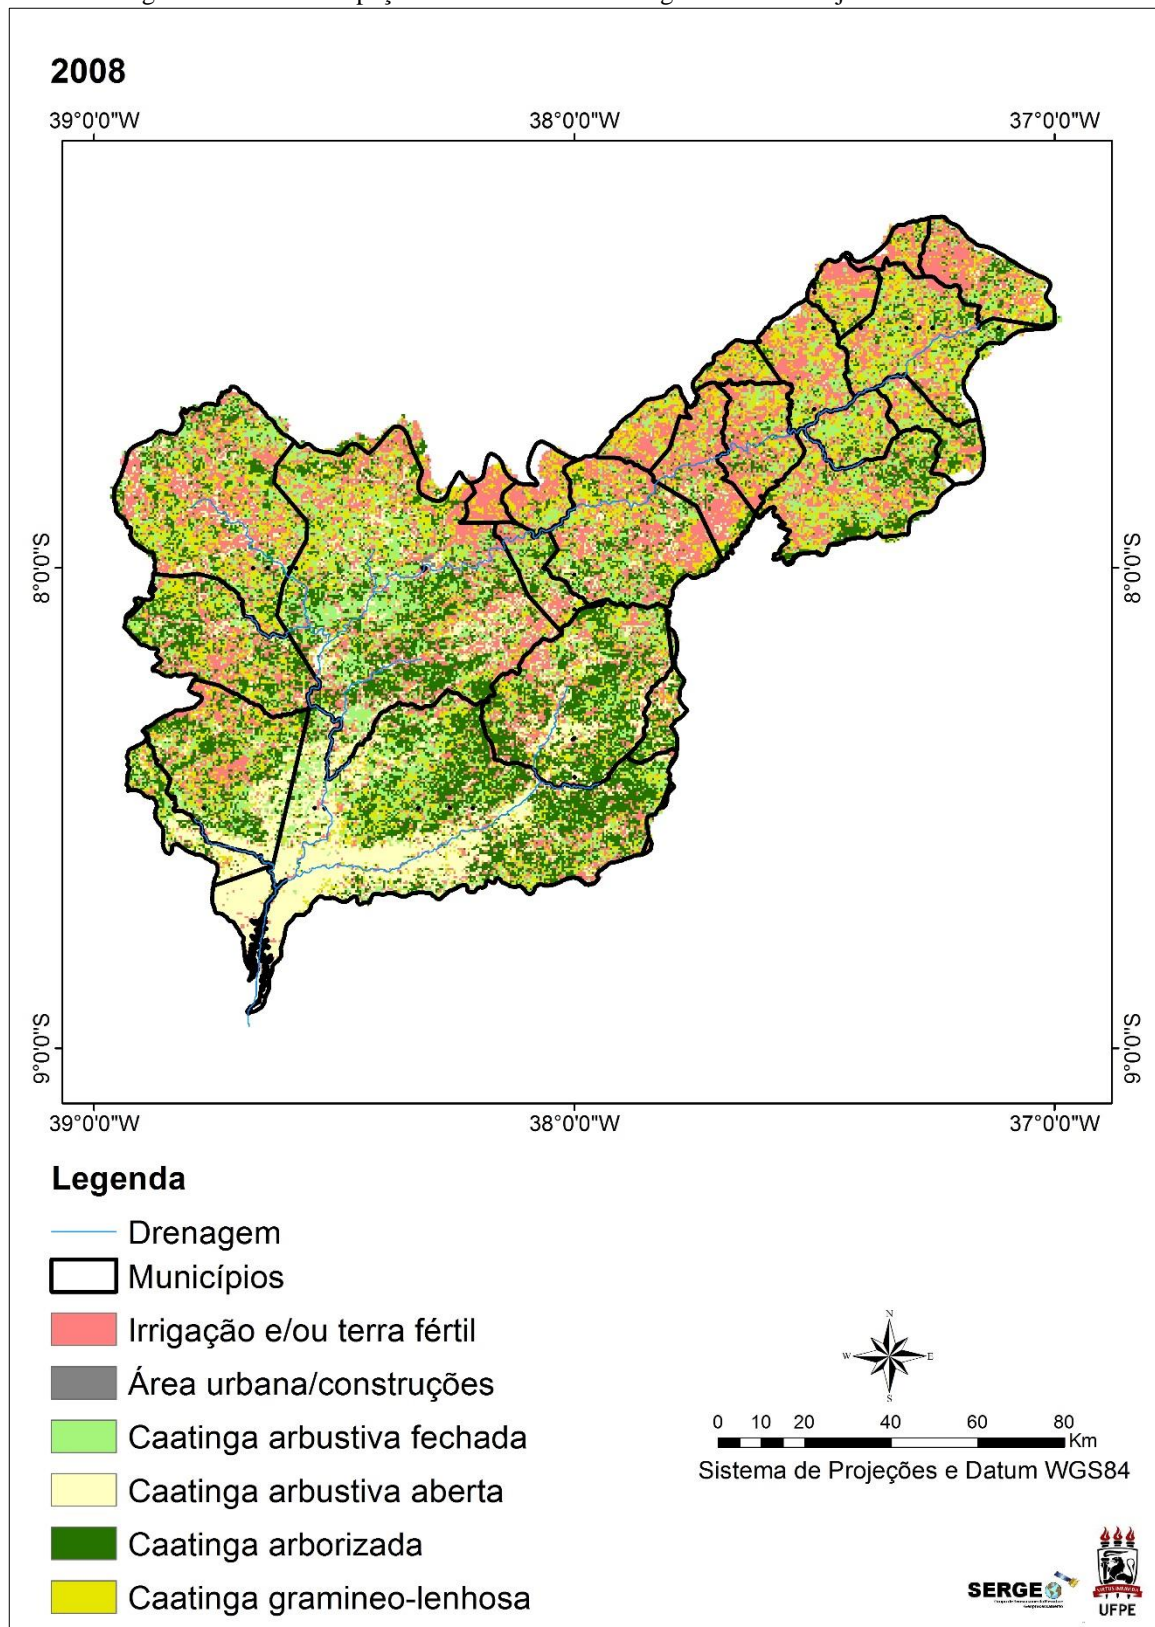 2008
39°0'0"W 38°0'0"W 37°0'0"W
8°0'0"S 8°0'0"S
9°0'0"S 9°0'0"S
39°0'0"W 38°0'0"W 37°0'0"W
Legenda
Drenagem
Municípios
Irrigação e/ou terra fértil
Área urbana/construções
Caatinga arbustiva fechada
Caatinga arbustiva aberta
Caatinga arborizada
Caatinga gramineo-lenhosa
N
W E
S
0 10 20 40 60 80
Km
Sistema de Projeções e Datum WGS84
SERGEO
UFPE